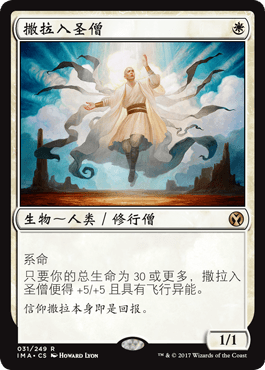 撒拉入圣僧
生物～人类 / 修行僧
系命
只要你的总生命为 30 或更多，撒拉入
圣僧便得 +5/+5 且具有飞行异能。
信仰撒拉本身即是回报。
1/1
031/249 R
IMA • CS Howard Lyon
™ & © 2017 Wizards of the Coast